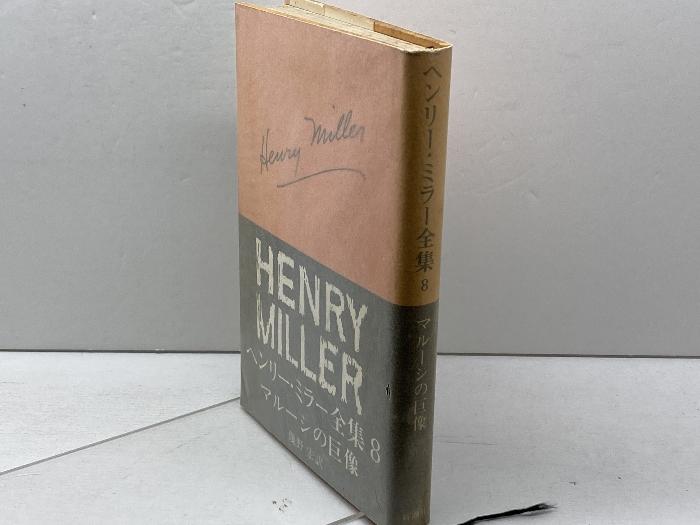 Henry Miller
HENRY
MILLER
ヘンリー・ミラー全集8
マルーシの巨像
ヘンリー・ミラー全集 8
マルーシの巨像